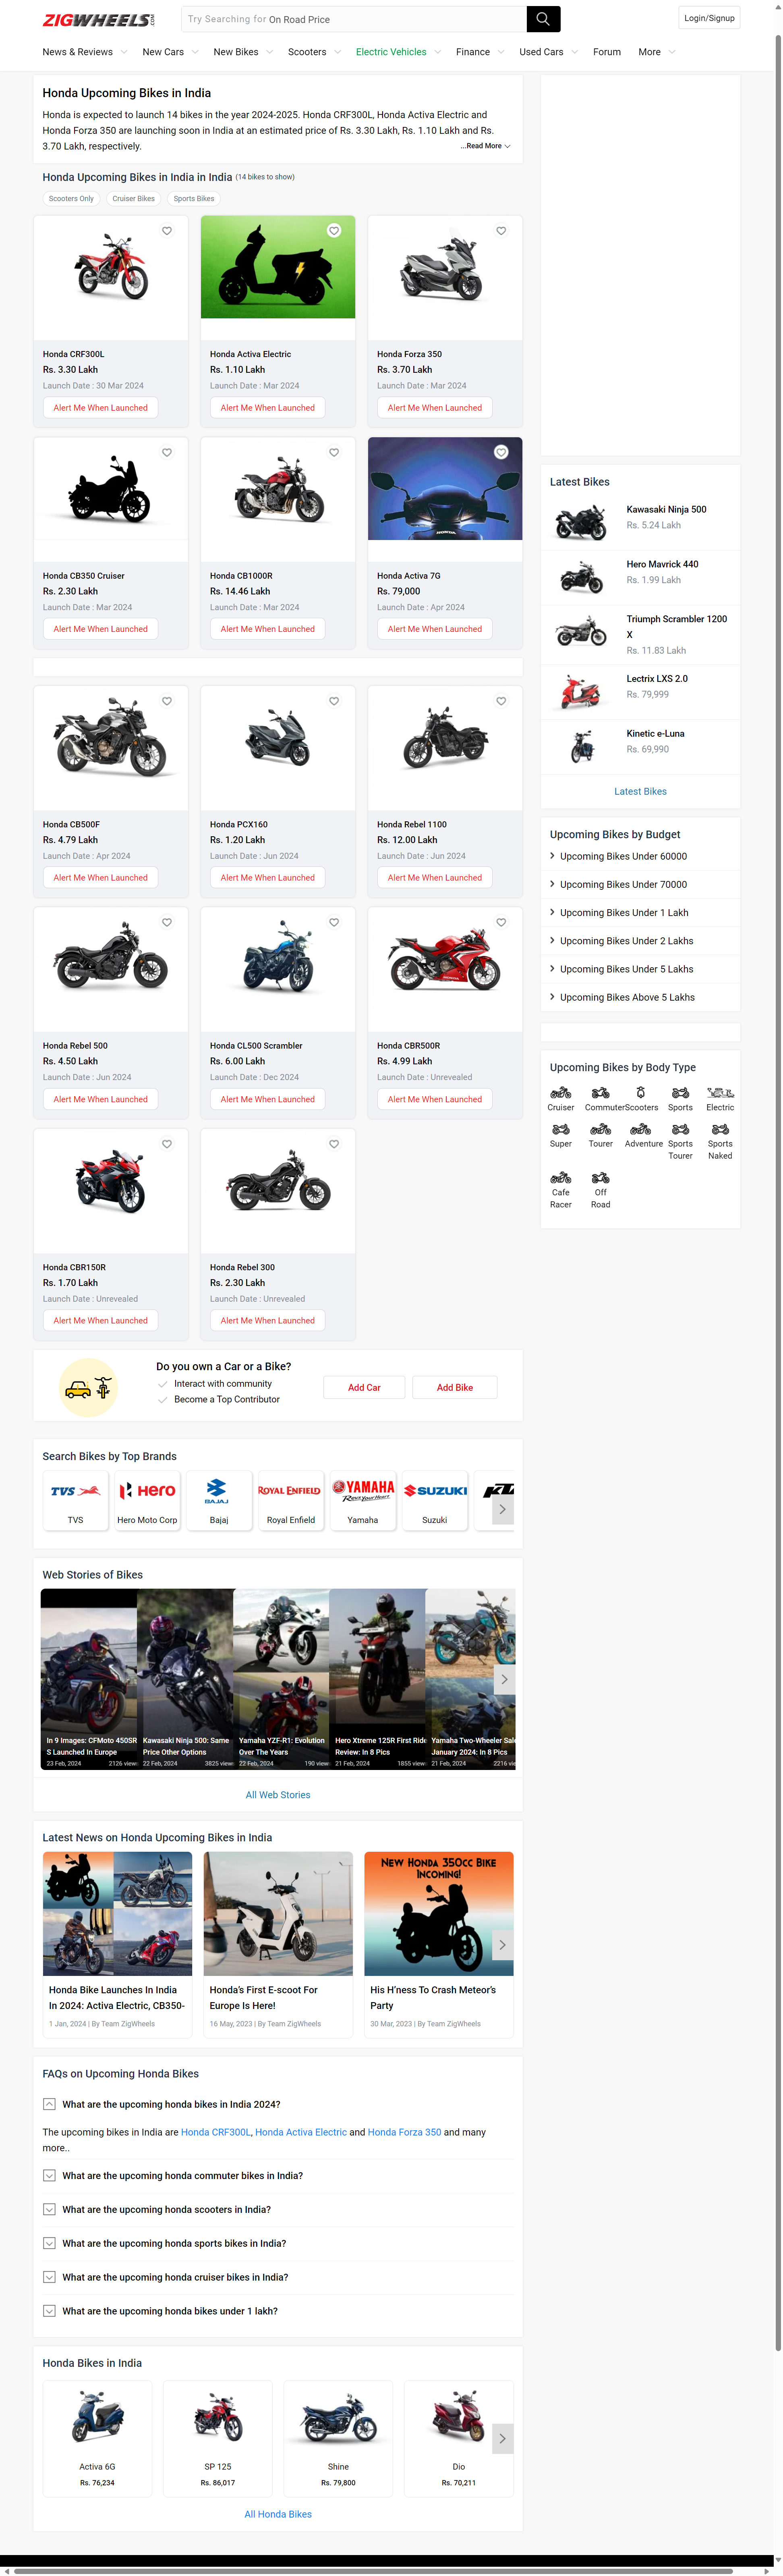 ZIGWHEELS.COM
Try Searching for On Road Price
Login/Signup
News & Reviews
New Cars
New Bikes
Scooters
Electric Vehicles
Finance
Used Cars
Forum
More
Honda Upcoming Bikes in India
Honda is expected to launch 14 bikes in the year 2024-2025. Honda CRF300L, Honda Activa Electric and
Honda Forza 350 are launching soon in India at an estimated price of Rs. 3.30 Lakh, Rs. 1.10 Lakh and Rs.
3.70 Lakh, respectively.
...Read More
Honda Upcoming Bikes in India in India (14 bikes to show)
Scooters Only
Cruiser Bikes
Sports Bikes
Honda CRF300L
Rs. 3.30 Lakh
Launch Date : 30 Mar 2024
Alert Me When Launched
Honda Activa Electric
Rs. 1.10 Lakh
Launch Date : Mar 2024
Alert Me When Launched
Honda Forza 350
Rs. 3.70 Lakh
Launch Date : Mar 2024
Alert Me When Launched
Honda CB350 Cruiser
Rs. 2.30 Lakh
Launch Date : Mar 2024
Alert Me When Launched
Honda CB1000R
Rs. 14.46 Lakh
Launch Date : Mar 2024
Alert Me When Launched
HONDA
Honda Activa 7G
Rs. 79,000
Launch Date : Apr 2024
Alert Me When Launched
Honda CB500F
Rs. 4.79 Lakh
Launch Date : Apr 2024
Alert Me When Launched
Honda PCX160
Rs. 1.20 Lakh
Launch Date : Jun 2024
Alert Me When Launched
Honda Rebel 1100
Rs. 12.00 Lakh
Launch Date : Jun 2024
Alert Me When Launched
Honda Rebel 500
Rs. 4.50 Lakh
Launch Date : Jun 2024
Alert Me When Launched
Honda CL500 Scrambler
Rs. 6.00 Lakh
Launch Date : Dec 2024
Alert Me When Launched
Honda CBR500R
Rs. 4.99 Lakh
Launch Date : Unrevealed
Alert Me When Launched
Honda CBR150R
Rs. 1.70 Lakh
Launch Date : Unrevealed
Alert Me When Launched
Honda Rebel 300
Rs. 2.30 Lakh
Launch Date : Unrevealed
Alert Me When Launched
Latest Bikes
Kawasaki Ninja 500
Rs. 5.24 Lakh
Hero Mavrick 440
Rs. 1.99 Lakh
Triumph Scrambler 1200
X
Rs. 11.83 Lakh
Lectrix LXS 2.0
Rs. 79,999
Kinetic e-Luna
Rs. 69,990
Latest Bikes
Upcoming Bikes by Budget
Upcoming Bikes Under 60000
Upcoming Bikes Under 70000
Upcoming Bikes Under 1 Lakh
Upcoming Bikes Under 2 Lakhs
Upcoming Bikes Under 5 Lakhs
Upcoming Bikes Above 5 Lakhs
Upcoming Bikes by Body Type
Cruiser
Commuter
Scooters
Sports
Electric
Super
Tourer
Adventure
Sports
Tourer
Sports
Naked
Cafe
Racer
Off
Road
Do you own a Car or a Bike?
Interact with community
Become a Top Contributor
Add Car
Add Bike
Search Bikes by Top Brands
TVS
TVS
Hero
Hero Moto Corp
BAJAJ
Bajaj
ROYAL ENFIELD
Royal Enfield
YAMAHA
Revs Your Heart
Yamaha
SUZUKI
Suzuki
Web Stories of Bikes
In 9 Images: CFMoto 450SR
S Launched In Europe
23 Feb, 2024
2126 view
Kawasaki Ninja 500: Same
Price Other Options
22 Feb, 2024
3825 view
Yamaha YZF-R1: Evolution
Over The Years
22 Feb, 2024
190 view
Hero Xtreme 125R First Ride
Review: In 8 Pics
21 Feb, 2024
1855 view
Yamaha Two-Wheeler Sal
January 2024: In 8 Pics
21 Feb, 2024
2216 vie
All Web Stories
Latest News on Honda Upcoming Bikes in India
Honda Bike Launches In India
In 2024: Activa Electric, CB350-
1 Jan, 2024 | By Team ZigWheels
Honda's First E-scoot For
Europe Is Here!
16 May, 2023 | By Team ZigWheels
NEW HONDA 350CC BIKE
INCOMING!
His H'ness To Crash Meteor's
Party
30 Mar, 2023 | By Team ZigWheels
FAQs on Upcoming Honda Bikes
What are the upcoming honda bikes in India 2024?
The upcoming bikes in India are Honda CRF300L, Honda Activa Electric and Honda Forza 350 and many
more..
What are the upcoming honda commuter bikes in India?
What are the upcoming honda scooters in India?
What are the upcoming honda sports bikes in India?
What are the upcoming honda cruiser bikes in India?
What are the upcoming honda bikes under 1 lakh?
Honda Bikes in India
Activa 6G
Rs. 76,234
SP 125
Rs. 86,017
Shine
Rs. 79,800
Dio
Rs. 70,211
All Honda Bikes